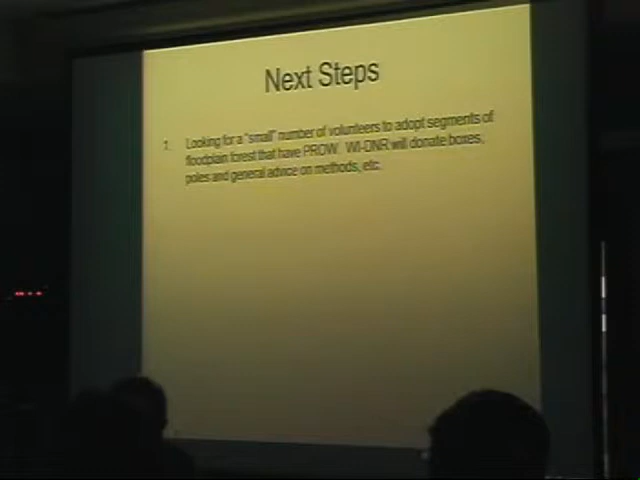 Next Steps
1. Looking for a "small" number of volunteers to adopt segments of
floodplain forest that have PROW. WI-DNR will donate boxes,
poles and general advice on methods, etc.